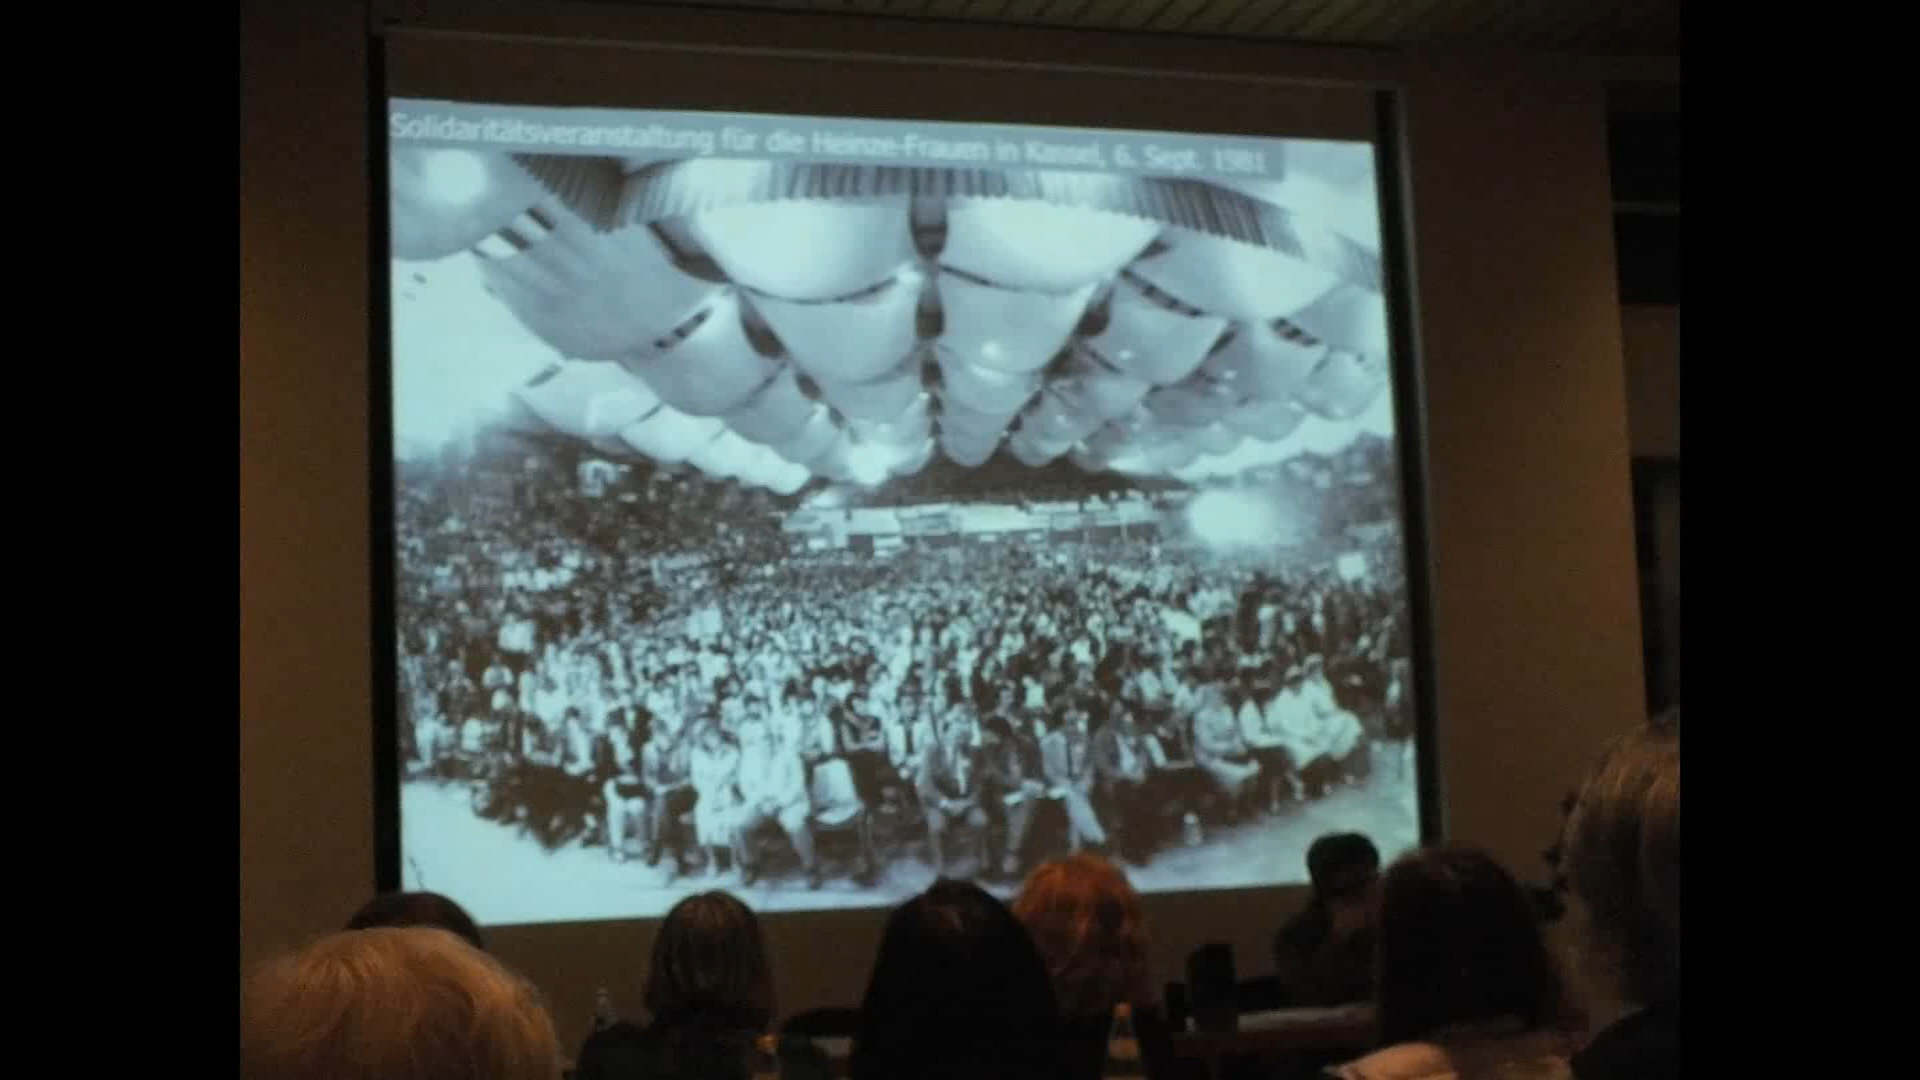 Solidaritätsveranstaltung für die Heinze-Frauen in Kassel, 6. Sept. 1981